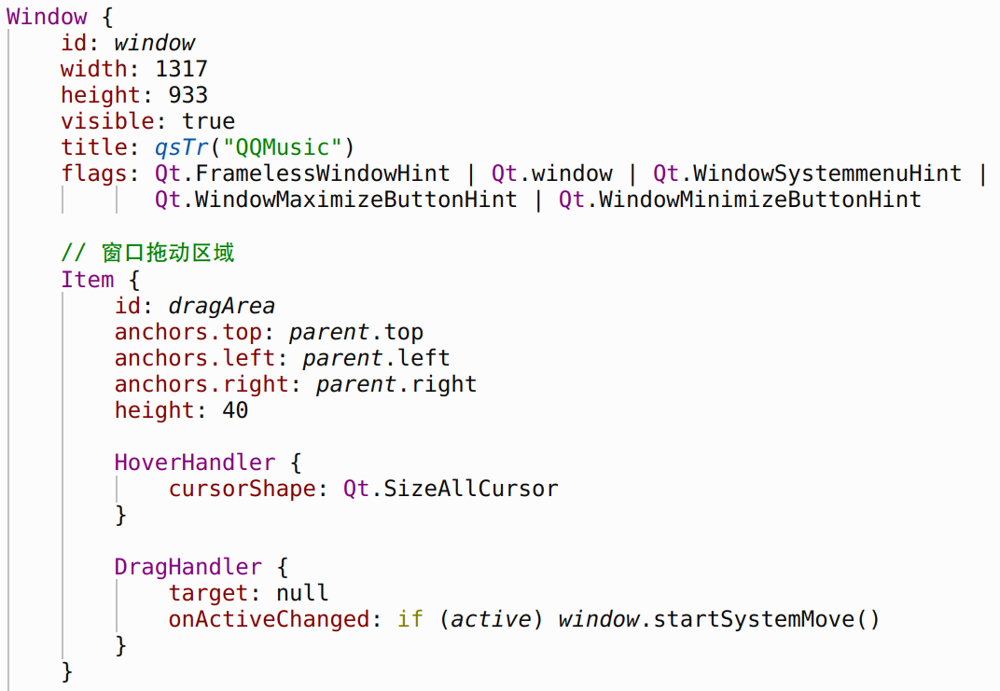 Window {
    id: window
    width: 1317
    height: 933
    visible: true
    title: qsTr("QQMusic")
    flags: Qt.FramelessWindowHint | Qt.window | Qt.WindowSystemmenuHint |
           Qt.WindowMaximizeButtonHint | Qt.WindowMinimizeButtonHint

    // 窗口拖动区域
    Item {
        id: dragArea
        anchors.top: parent.top
        anchors.left: parent.left
        anchors.right: parent.right
        height: 40

        HoverHandler {
            cursorShape: Qt.SizeAllCursor
        }

        DragHandler {
            target: null
            onActiveChanged: if (active) window.startSystemMove()
        }
    }